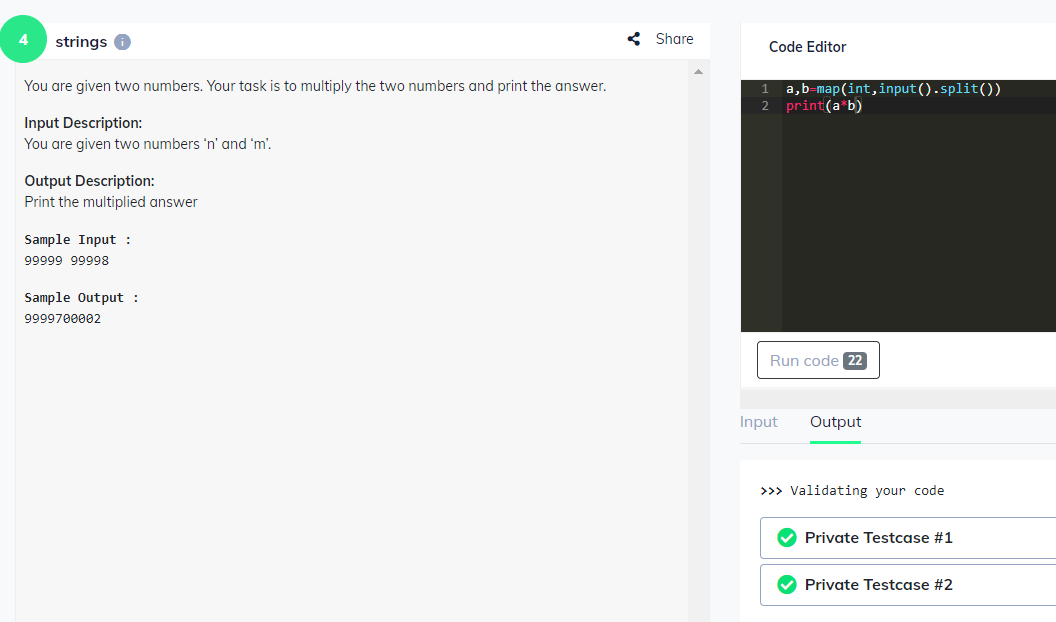 4
strings i
Share
You are given two numbers. Your task is to multiply the two numbers and print the answer.
Input Description:
You are given two numbers ‘n’ and ‘m’.
Output Description:
Print the multiplied answer
Sample Input :
99999 99998
Sample Output :
9999700002
Code Editor
1 a,b=map(int,input().split())
2 print(a*b)
Run code 22
Input Output
>>> Validating your code
Private Testcase #1
Private Testcase #2